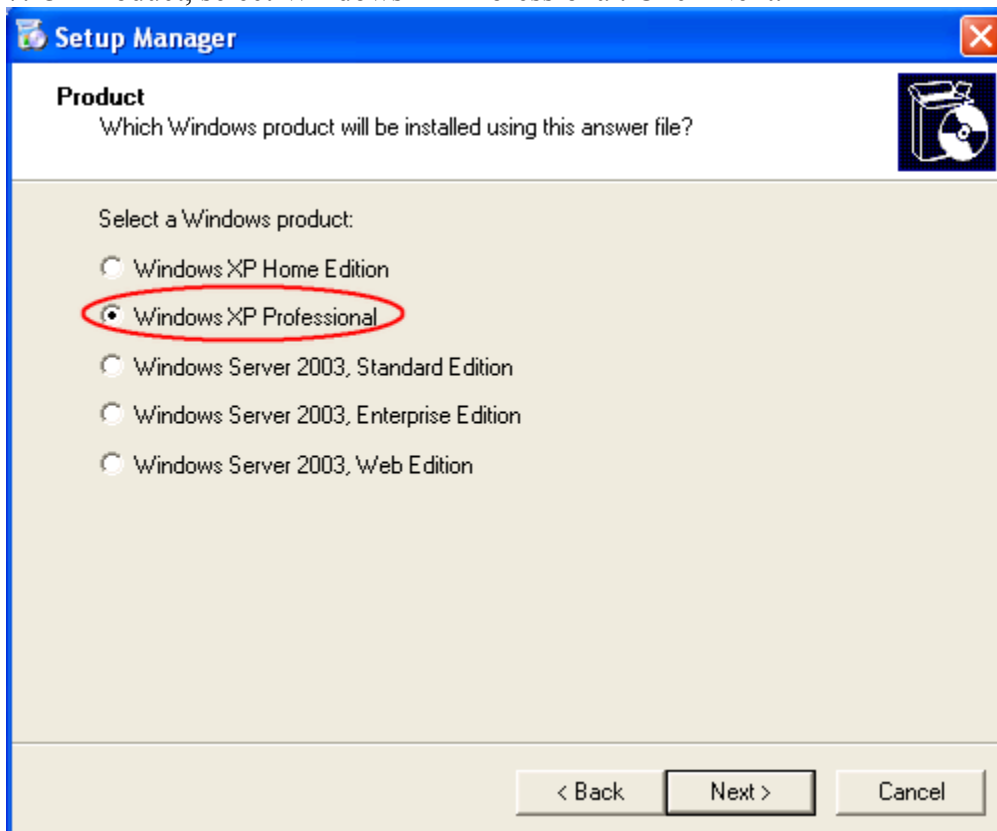 Setup Manager
Product
Which Windows product will be installed using this answer file?
Select a Windows product:
Windows XP Home Edition
Windows XP Professional
Windows Server 2003, Standard Edition
Windows Server 2003, Enterprise Edition
Windows Server 2003, Web Edition
< Back Next > Cancel